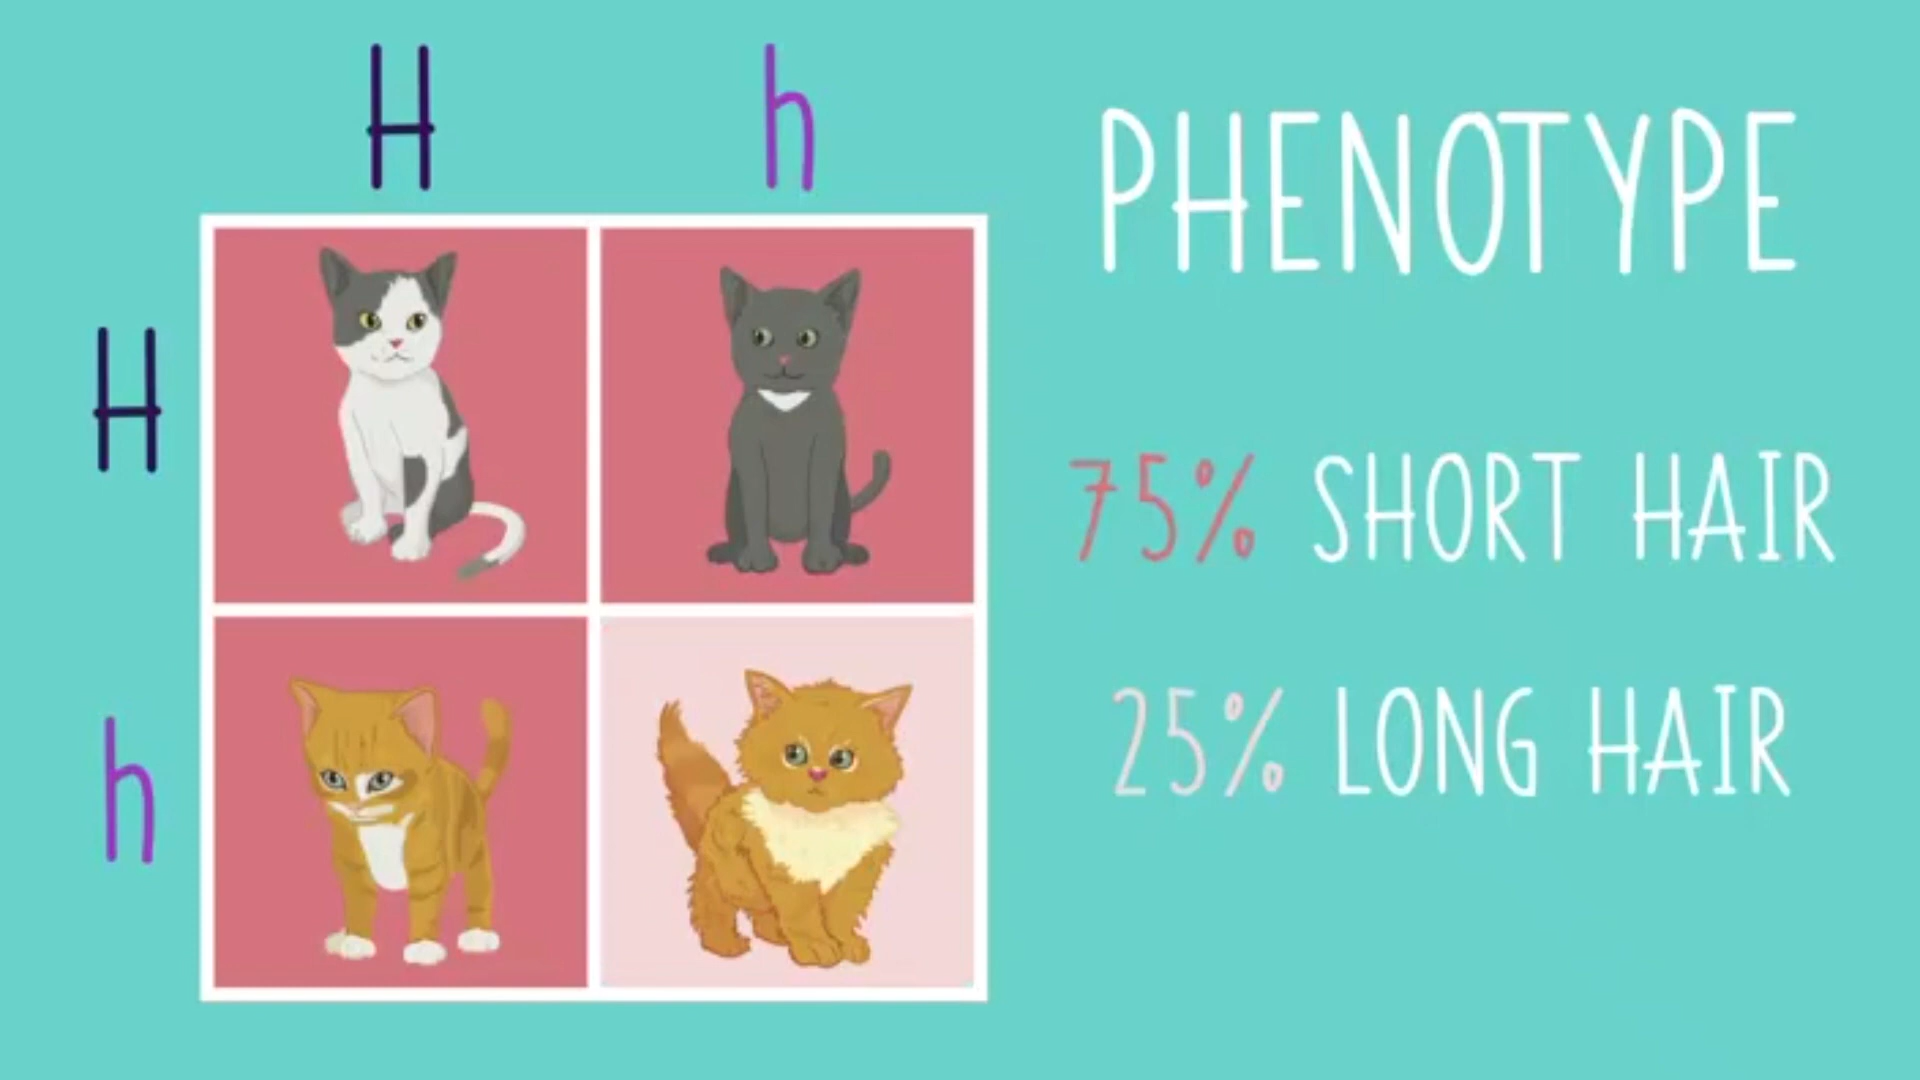 H h
H
h
PHENOTYPE
75% SHORT HAIR
25% LONG HAIR